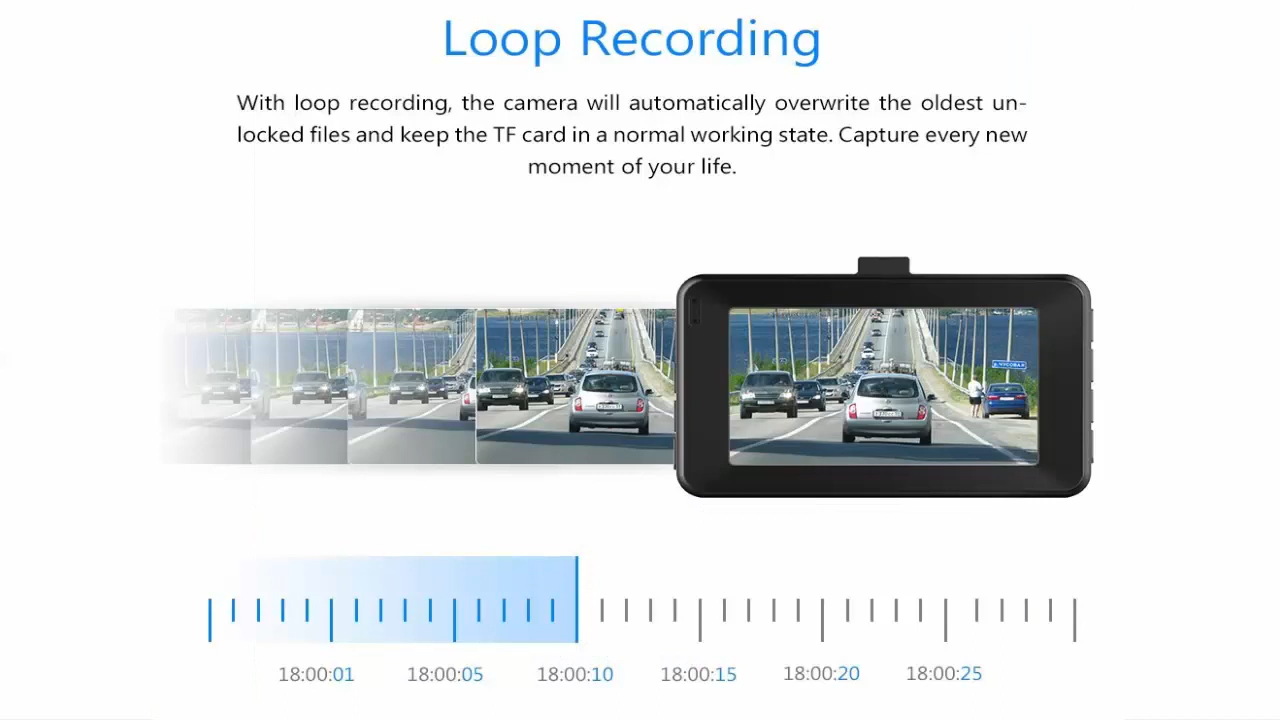 Loop Recording
With loop recording, the camera will automatically overwrite the oldest un-
locked files and keep the TF card in a normal working state. Capture every new
moment of your life.
18:00:01 18:00:05 18:00:10 18:00:15 18:00:20 18:00:25